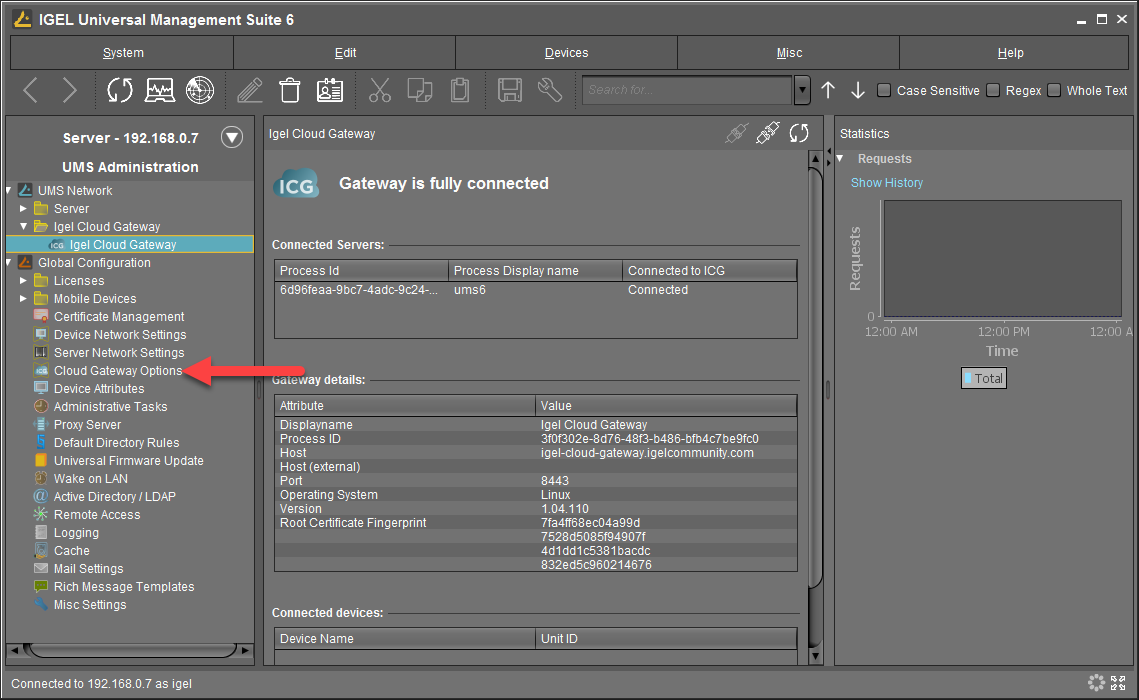 IGEL Universal Management Suite 6
System Edit Devices Misc Help
Search for... Case Sensitive Regex Whole Text
Server - 192.168.0.7
UMS Administration
UMS Network
Server
Igel Cloud Gateway
ICG Igel Cloud Gateway
Global Configuration
Licenses
Mobile Devices
Certificate Management
Device Network Settings
Server Network Settings
Cloud Gateway Options
Device Attributes
Administrative Tasks
Proxy Server
Default Directory Rules
Universal Firmware Update
Wake on LAN
Active Directory / LDAP
Remote Access
Logging
Cache
Mail Settings
Rich Message Templates
Misc Settings
Igel Cloud Gateway
ICG Gateway is fully connected
Connected Servers:
Process Id Process Display name Connected to ICG
6d96feaa-9bc7-4adc-9c24-... ums6 Connected
Gateway details:
Attribute Value
Displayname Igel Cloud Gateway
Process ID 3f0f302e-8d76-48f3-b486-bfb4c7be9fc0
Host igel-cloud-gateway.igelcommunity.com
Host (external)
Port 8443
Operating System Linux
Version 1.04.110
Root Certificate Fingerprint 7fa4ff68ec04a99d
7528d5085f94907f
4d1dd1c5381bacdc
832ed5c960214676
Connected devices:
Device Name Unit ID
Statistics
Requests
Show History
Requests
0
12:00 AM 12:00 PM 12:00 A
Time
Total
Connected to 192.168.0.7 as igel